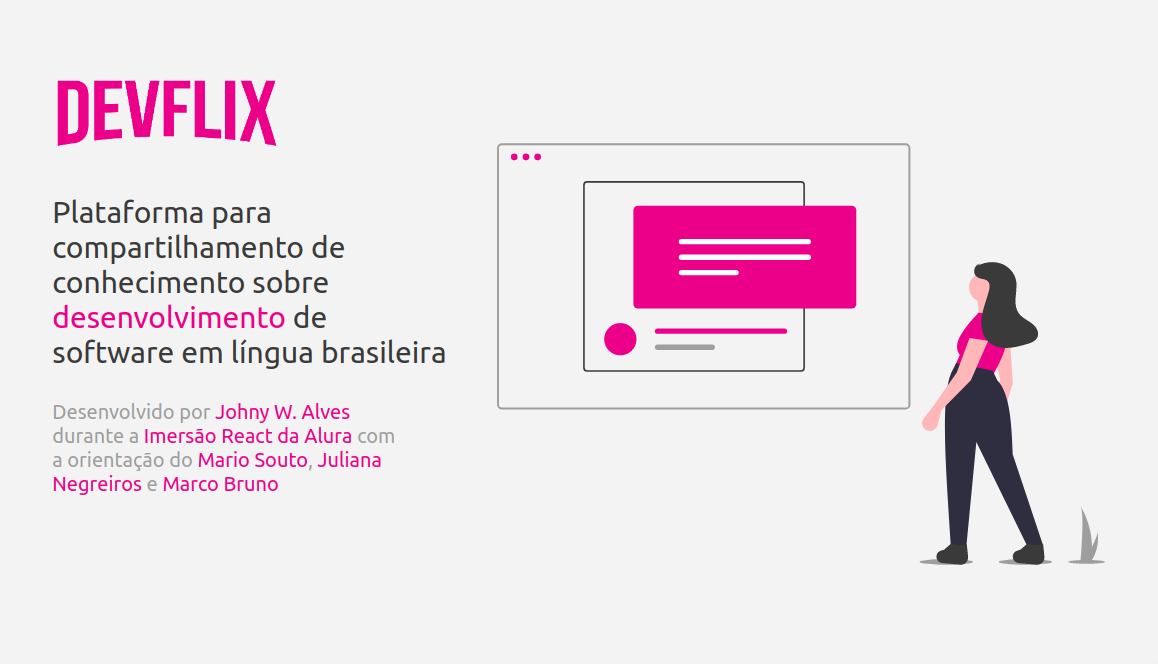 DEVFLIX
Plataforma para
compartilhamento de
conhecimento sobre
desenvolvimento de
software em língua brasileira
Desenvolvido por Johny W. Alves
durante a Imersão React da Alura com
a orientação do Mario Souto, Juliana
Negreiros e Marco Bruno